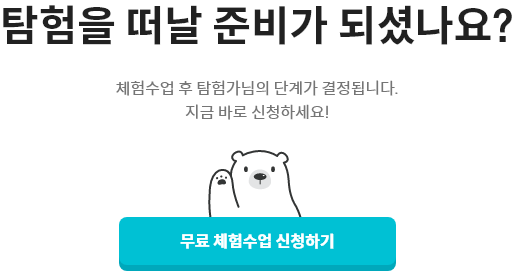 탐험을 떠날 준비가 되셨나요?
체험수업 후 탐험가님의 단계가 결정됩니다.
지금 바로 신청하세요!
무료 체험수업 신청하기